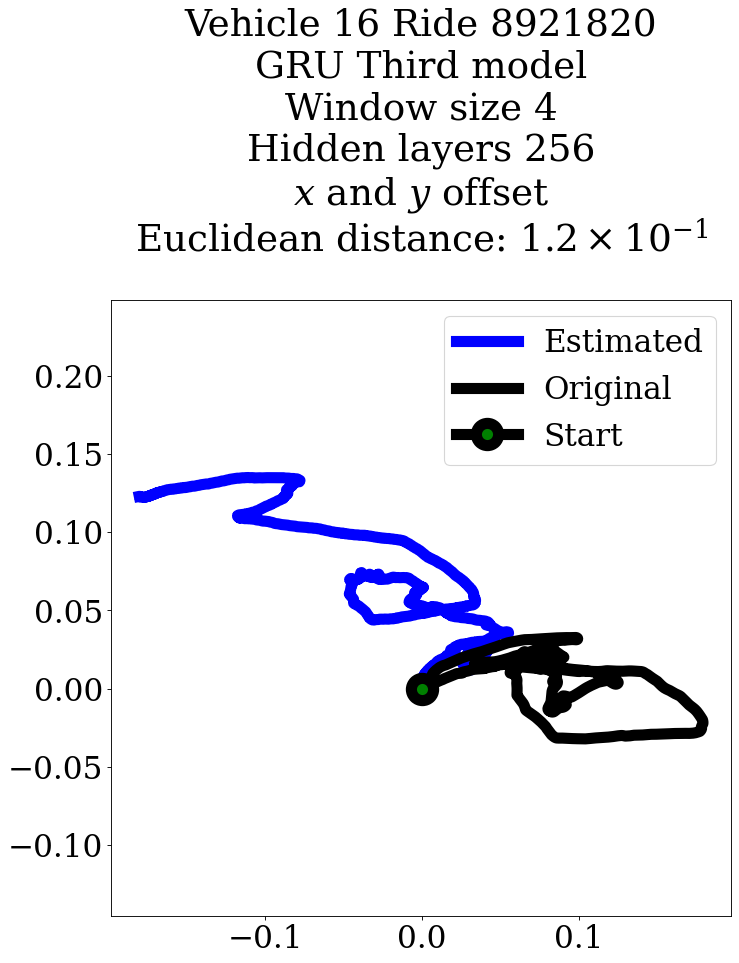 Vehicle 16 Ride 8921820
GRU Third model
Window size 4
Hidden layers 256
x and y offset
Euclidean distance: 1.2 × 10⁻¹
Estimated
Original
Start
0.20
0.15
0.10
0.05
0.00
−0.05
−0.10
−0.1 0.0 0.1